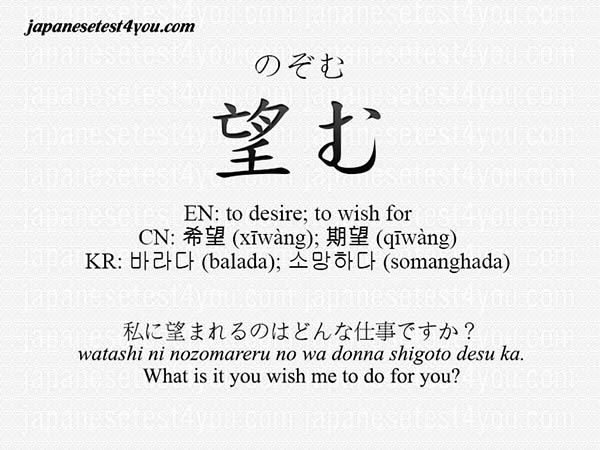 japanesetest4you.com
のぞむ
望む
EN: to desire; to wish for
CN: 希望 (xīwàng); 期望 (qīwàng)
KR: 바라다 (balada); 소망하다 (somanghada)
私に望まれるのはどんな仕事ですか？
watashi ni nozomareru no wa donna shigoto desu ka.
What is it you wish me to do for you?